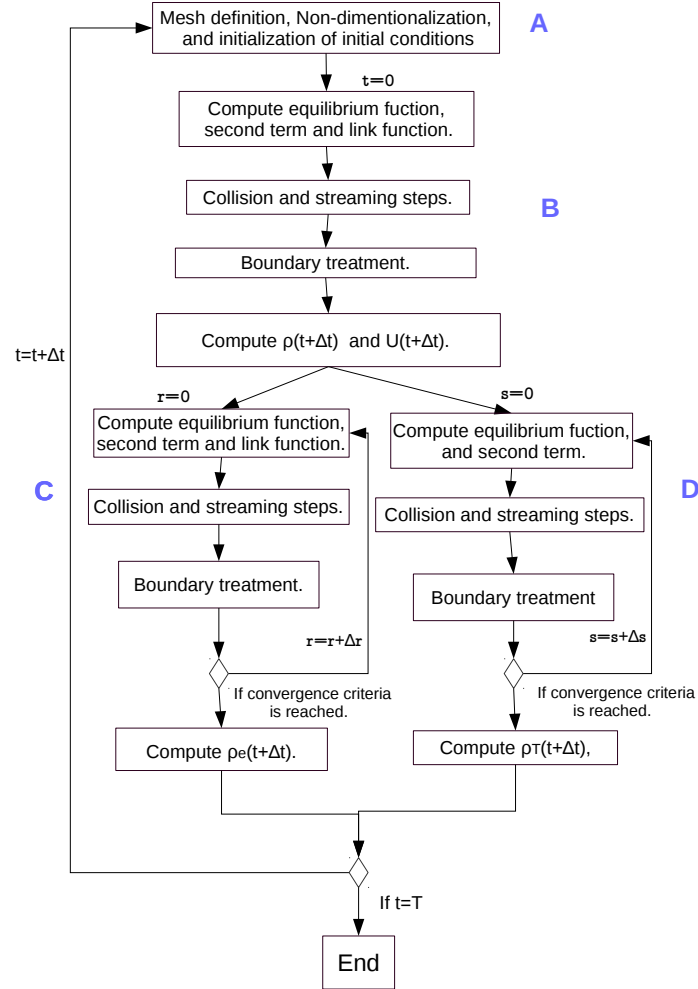 Mesh definition, Non-dimentionalization,
and initialization of initial conditions
A
t=0
Compute equilibrium fuction,
second term and link function.
Collision and streaming steps.
B
Boundary treatment.
Compute ρ(t+Δt) and U(t+Δt).
t=t+Δt
r=0
Compute equilibrium function,
second term and link function.
C
Collision and streaming steps.
Boundary treatment.
r=r+Δr
If convergence criteria
is reached.
Compute ρe(t+Δt).
s=0
Compute equilibrium fuction,
and second term.
D
Collision and streaming steps.
Boundary treatment
s=s+Δs
If convergence criteria
is reached.
Compute ρT(t+Δt),
If t=T
End